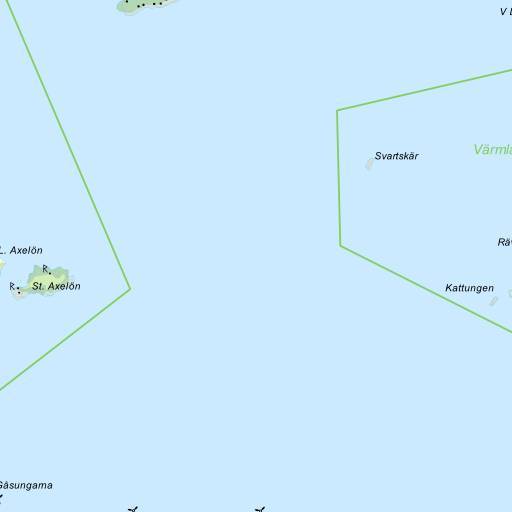 Svartskär
Värmla
L. Axelön
R
R
St. Axelön
Kattungen
Gåsungarna